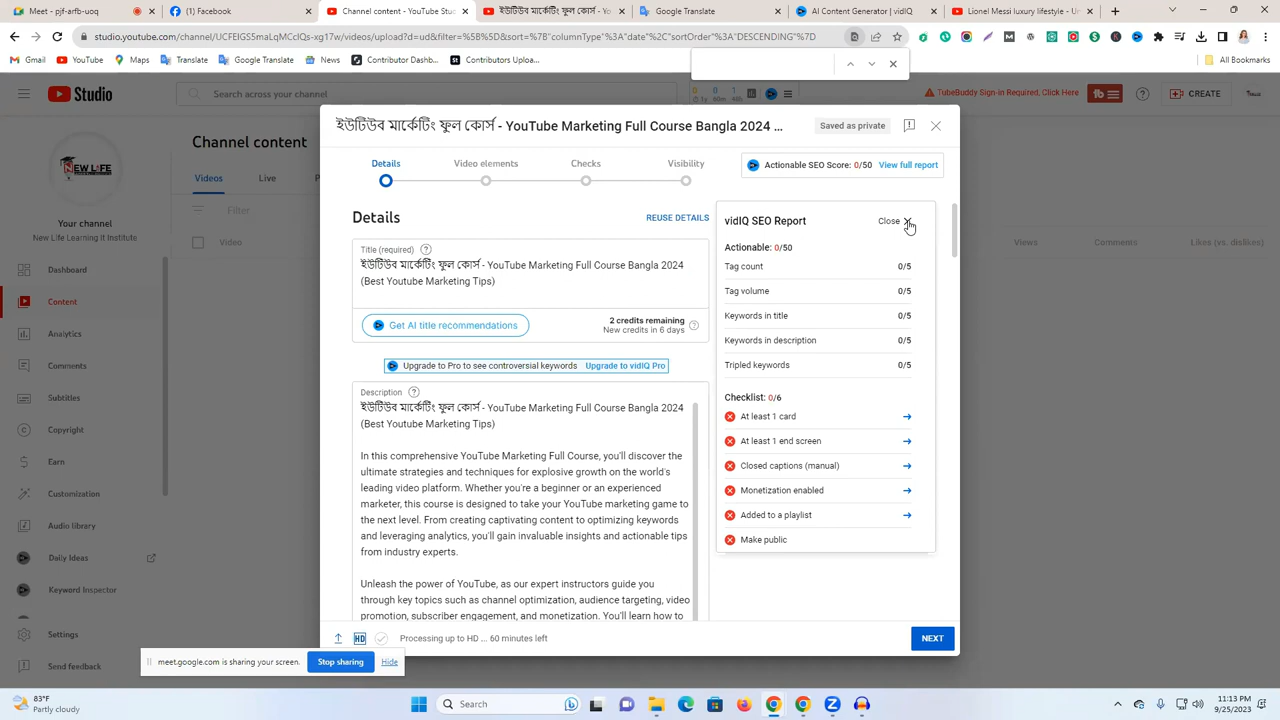 Meet - pjf-arfb-uoo
Facebook
Channel content - YouTube Stu
ইউটিউব মার্কেটিং ফুল কোর্স - Yo
Google Translate
AI Content Generator | vidIQ
Lionel Messi lifestyle - U
studio.youtube.com/channel/UCFEIG55maLqMCcIQs-xg17w/videos/upload?d=ud&filter=%5B%5D&sort=%7B"columnType"%3A"date"%2C"sortOrder"%3A"DESCENDING"%7D
Gmail
YouTube
Maps
Translate
Google Translate
News
Contributor Dashb...
Contributors Uploa...
All Bookmarks
Studio
Search across your channel
TubeBuddy Sign-in Required, Click Here
CREATE
ইউটিউব মার্কেটিং ফুল কোর্স - YouTube Marketing Full Course Bangla 2024 ...
Saved as private
NEW LIFE
Your channel
New Life Learning It Institute
Dashboard
Content
Analytics
Comments
Subtitles
Copyright
Earn
Customization
Audio library
Daily Ideas
Keyword Inspector
Settings
Send feedback
Channel content
Videos
Live
Filter
Video
Views
Comments
Likes (vs. dislikes)
Details
Video elements
Checks
Visibility
Actionable SEO Score: 0/50 View full report
Details
REUSE DETAILS
Title (required)
ইউটিউব মার্কেটিং ফুল কোর্স - YouTube Marketing Full Course Bangla 2024
(Best Youtube Marketing Tips)
Get AI title recommendations
2 credits remaining
New credits in 6 days
Upgrade to Pro to see controversial keywords Upgrade to vidIQ Pro
Description
ইউটিউব মার্কেটিং ফুল কোর্স - YouTube Marketing Full Course Bangla 2024
(Best Youtube Marketing Tips)
In this comprehensive YouTube Marketing Full Course, you'll discover the
ultimate strategies and techniques for explosive growth on the world's
leading video platform. Whether you're a beginner or an experienced
marketer, this course is designed to take your YouTube marketing game to
the next level. From creating captivating content to optimizing keywords
and leveraging analytics, you'll gain invaluable insights and actionable tips
from industry experts.
Unleash the power of YouTube, as our expert instructors guide you
through key topics such as channel optimization, audience targeting, video
promotion, subscriber engagement, and monetization. You'll learn how to
vidIQ SEO Report
Close
Actionable: 0/50
Tag count 0/5
Tag volume 0/5
Keywords in title 0/5
Keywords in description 0/5
Tripled keywords 0/5
Checklist: 0/6
At least 1 card
At least 1 end screen
Closed captions (manual)
Monetization enabled
Added to a playlist
Make public
HD
Processing up to HD ... 60 minutes left
NEXT
meet.google.com is sharing your screen.
Stop sharing
Hide
83°F
Partly cloudy
Search
11:13 PM
9/25/2023